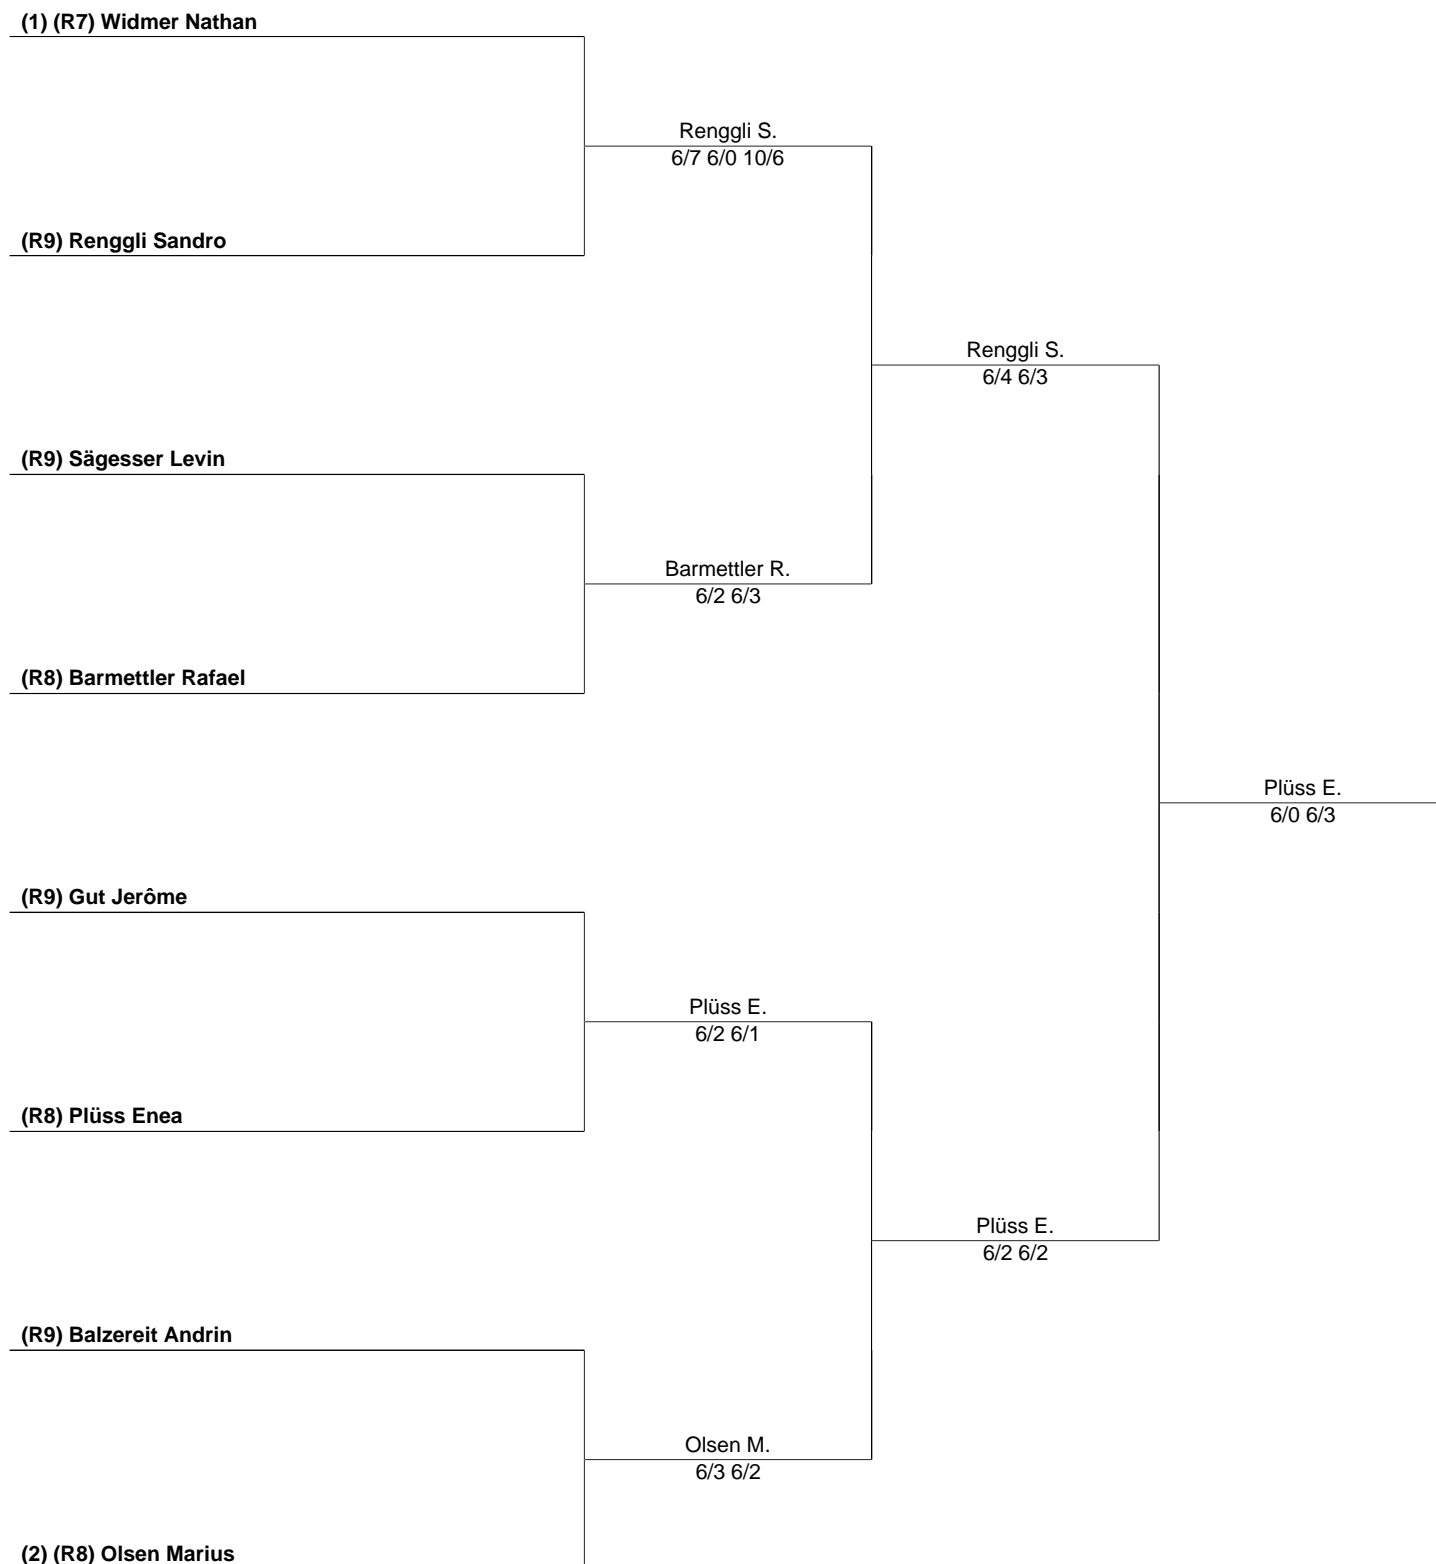 (1) (R7) Widmer Nathan
Renggli S.
6/7 6/0 10/6
(R9) Renggli Sandro
Renggli S.
6/4 6/3
(R9) Sägesser Levin
Barmettler R.
6/2 6/3
(R8) Barmettler Rafael
Plüss E.
6/0 6/3
(R9) Gut Jerôme
Plüss E.
6/2 6/1
(R8) Plüss Enea
Plüss E.
6/2 6/2
(R9) Balzereit Andrin
Olsen M.
6/3 6/2
(2) (R8) Olsen Marius